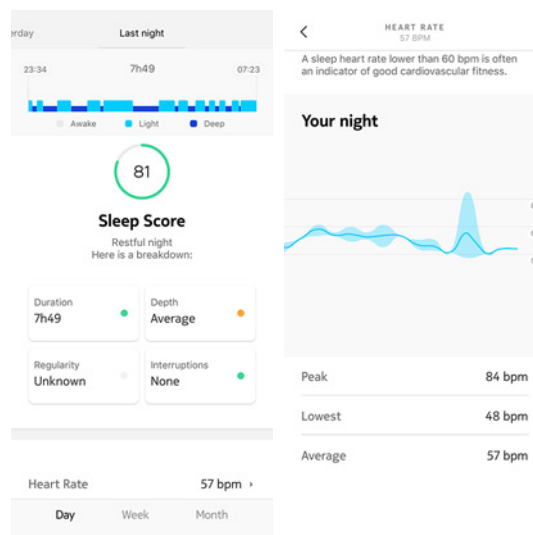 Last night
23:34
7h49
07:23
Awake
Light
Deep
81
Sleep Score
Restful night
Here is a breakdown:
Duration
7h49
Depth
Average
Regularity
Unknown
Interruptions
None
Heart Rate
57 bpm
Day
Week
Month
HEART RATE
57 BPM
A sleep heart rate lower than 60 bpm is often
an indicator of good cardiovascular fitness.
Your night
Peak
84 bpm
Lowest
48 bpm
Average
57 bpm